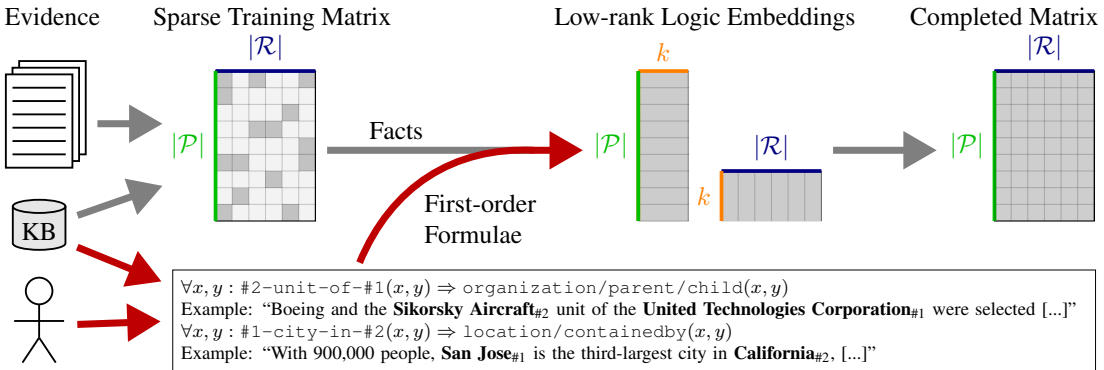 Evidence
Sparse Training Matrix
Low-rank Logic Embeddings
Completed Matrix
|R|
k
|R|
|P|
Facts
|P|
|R|
|P|
k
First-order
Formulae
KB
∀x, y : #2-unit-of-#1(x, y) ⇒ organization/parent/child(x, y)
Example: “Boeing and the Sikorsky Aircraft#2 unit of the United Technologies Corporation#1 were selected [...]”
∀x, y : #1-city-in-#2(x, y) ⇒ location/containedby(x, y)
Example: “With 900,000 people, San Jose#1 is the third-largest city in California#2, [...]”